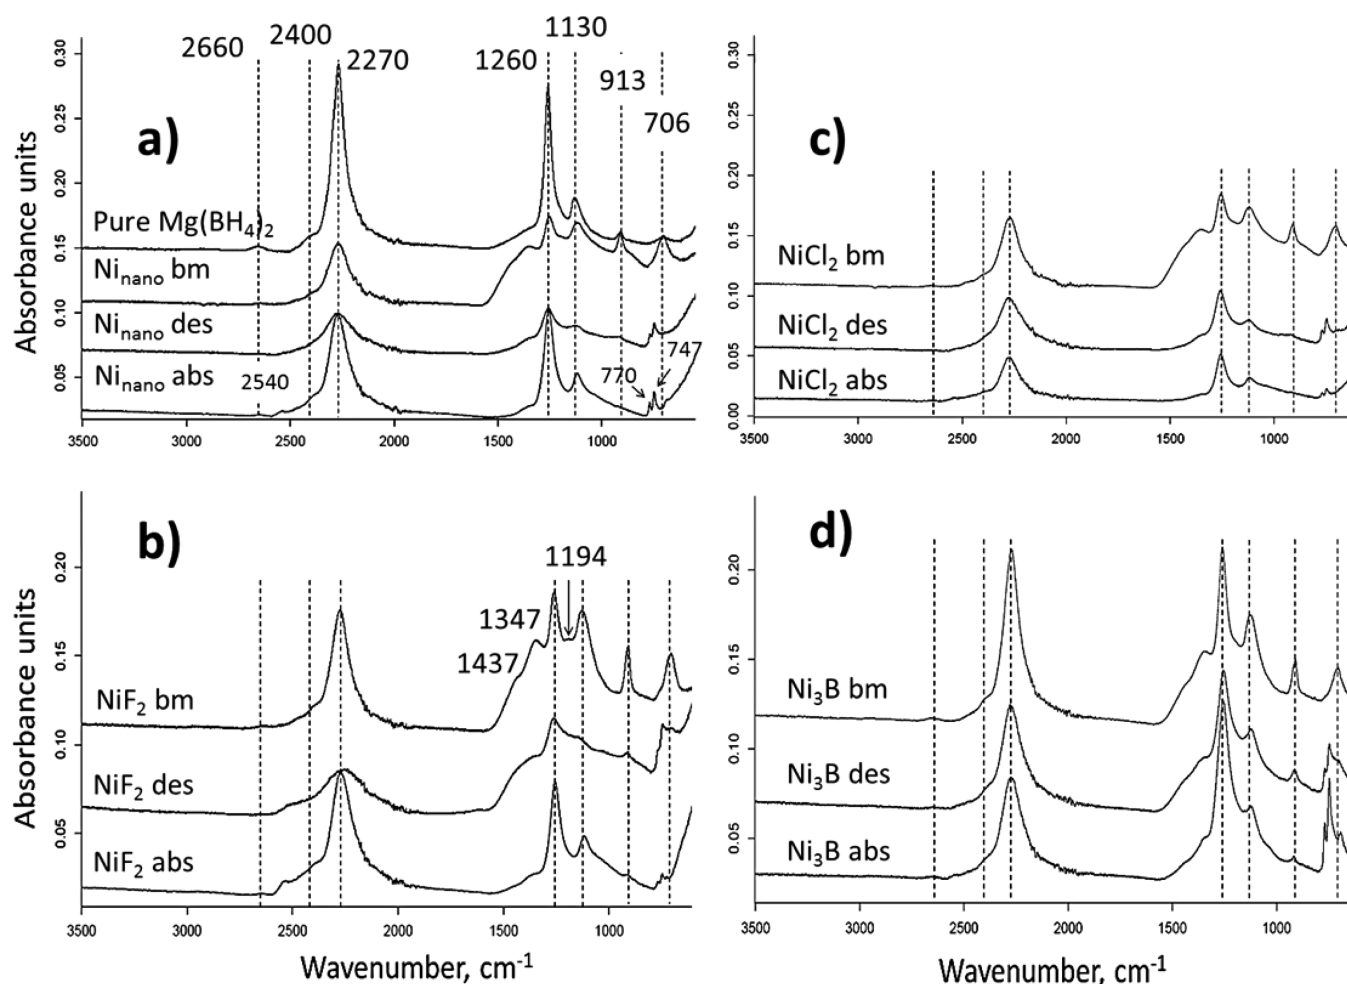 1130
2400
2660
2270
1260
913
706
a)
Absorbance units
0.30
0.25
0.20
0.15
0.10
0.05
Pure Mg(BH4)2
Ninano bm
Ninano des
Ninano abs
2540
770
747
3500
3000
2500
2000
1500
1000
c)
0.30
0.25
0.20
0.15
0.10
0.05
0.00
NiCl2 bm
NiCl2 des
NiCl2 abs
3500
3000
2500
2000
1500
1000
b)
Absorbance units
0.20
0.15
0.10
0.05
1194
1347
1437
NiF2 bm
NiF2 des
NiF2 abs
3500
3000
2500
2000
1500
1000
Wavenumber, cm-1
d)
0.20
0.15
0.10
0.05
Ni3B bm
Ni3B des
Ni3B abs
3500
3000
2500
2000
1500
1000
Wavenumber, cm-1